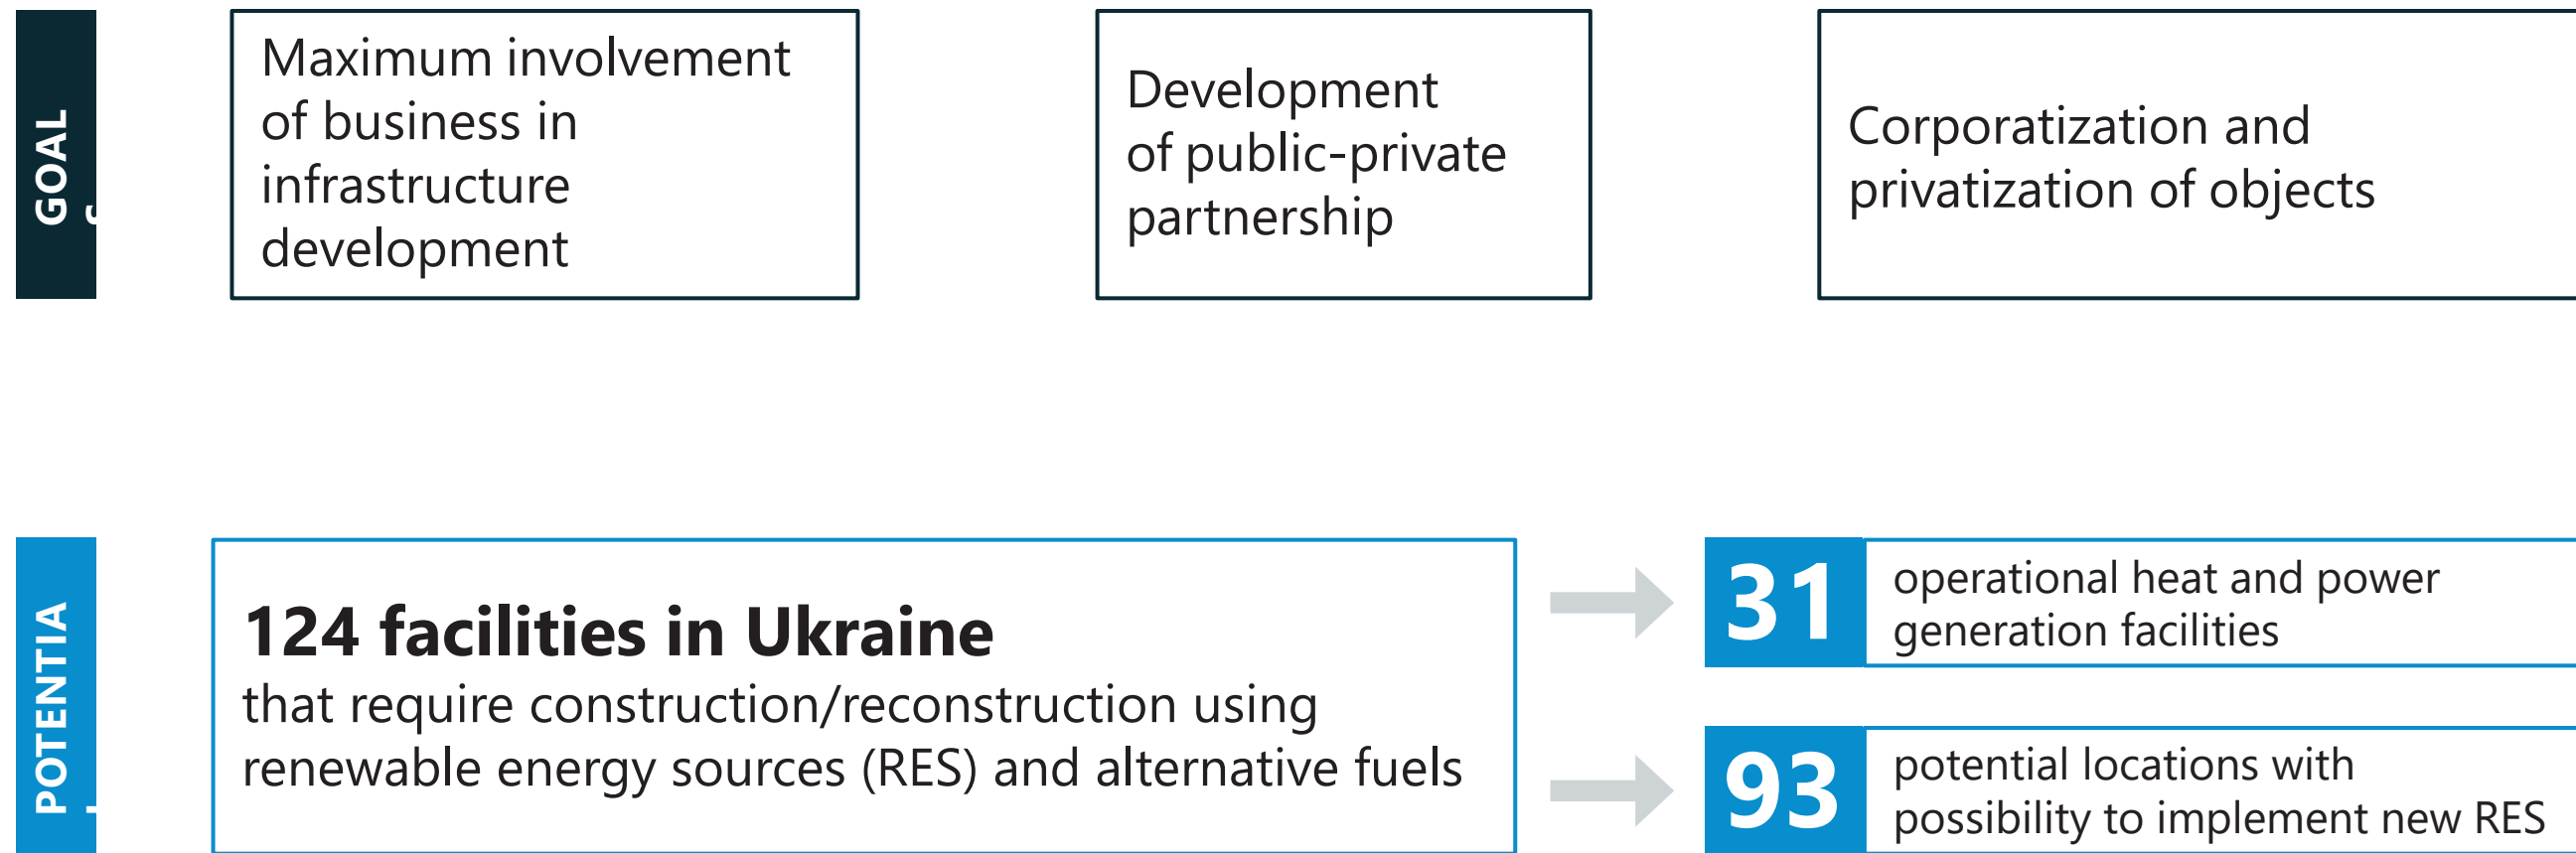 GOAL
S
Maximum involvement
of business in
infrastructure
development
Development
of public-private
partnership
Corporatization and
privatization of objects
POTENTIA
124 facilities in Ukraine
that require construction/reconstruction using
renewable energy sources (RES) and alternative fuels
31
operational heat and power
generation facilities
93
potential locations with
possibility to implement new RES